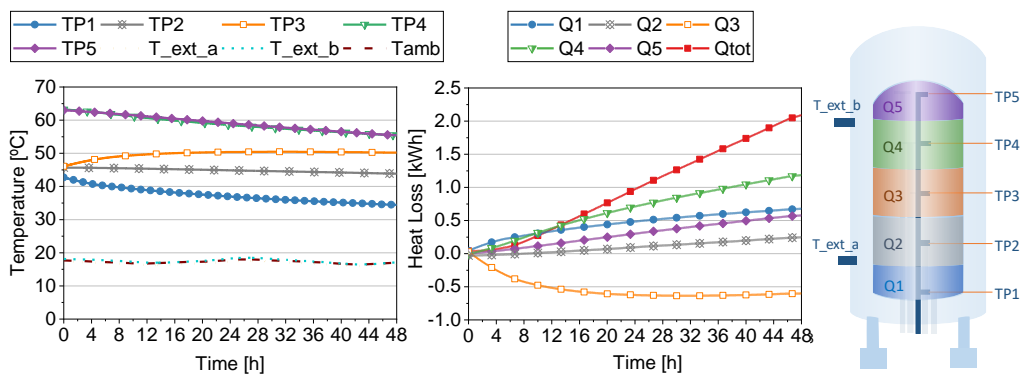 TP1 TP2 TP3 TP4
TP5 T_ext_a T_ext_b Tamb
Temperature [ºC]
70
60
50
40
30
20
10
0
0 4 8 12 16 20 24 28 32 36 40 44 48
Time [h]
Q1 Q2 Q3
Q4 Q5 Qtot
Heat Loss [kWh]
2.5
2.0
1.5
1.0
0.5
0.0
-0.5
-1.0
0 4 8 12 16 20 24 28 32 36 40 44 48
Time [h]
T_ext_b
T_ext_a
Q5
Q4
Q3
Q2
Q1
TP5
TP4
TP3
TP2
TP1